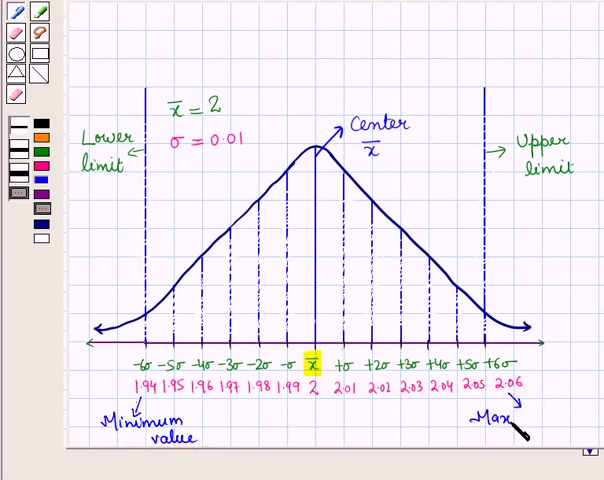 x̄ = 2
σ = 0.01
Center
x̄
Lower
limit
Upper
limit
-6σ -5σ -4σ -3σ -2σ -σ x̄ +σ +2σ +3σ +4σ +5σ +6σ
1.94 1.95 1.96 1.97 1.98 1.99 2 2.01 2.02 2.03 2.04 2.05 2.06
Minimum
value
Max